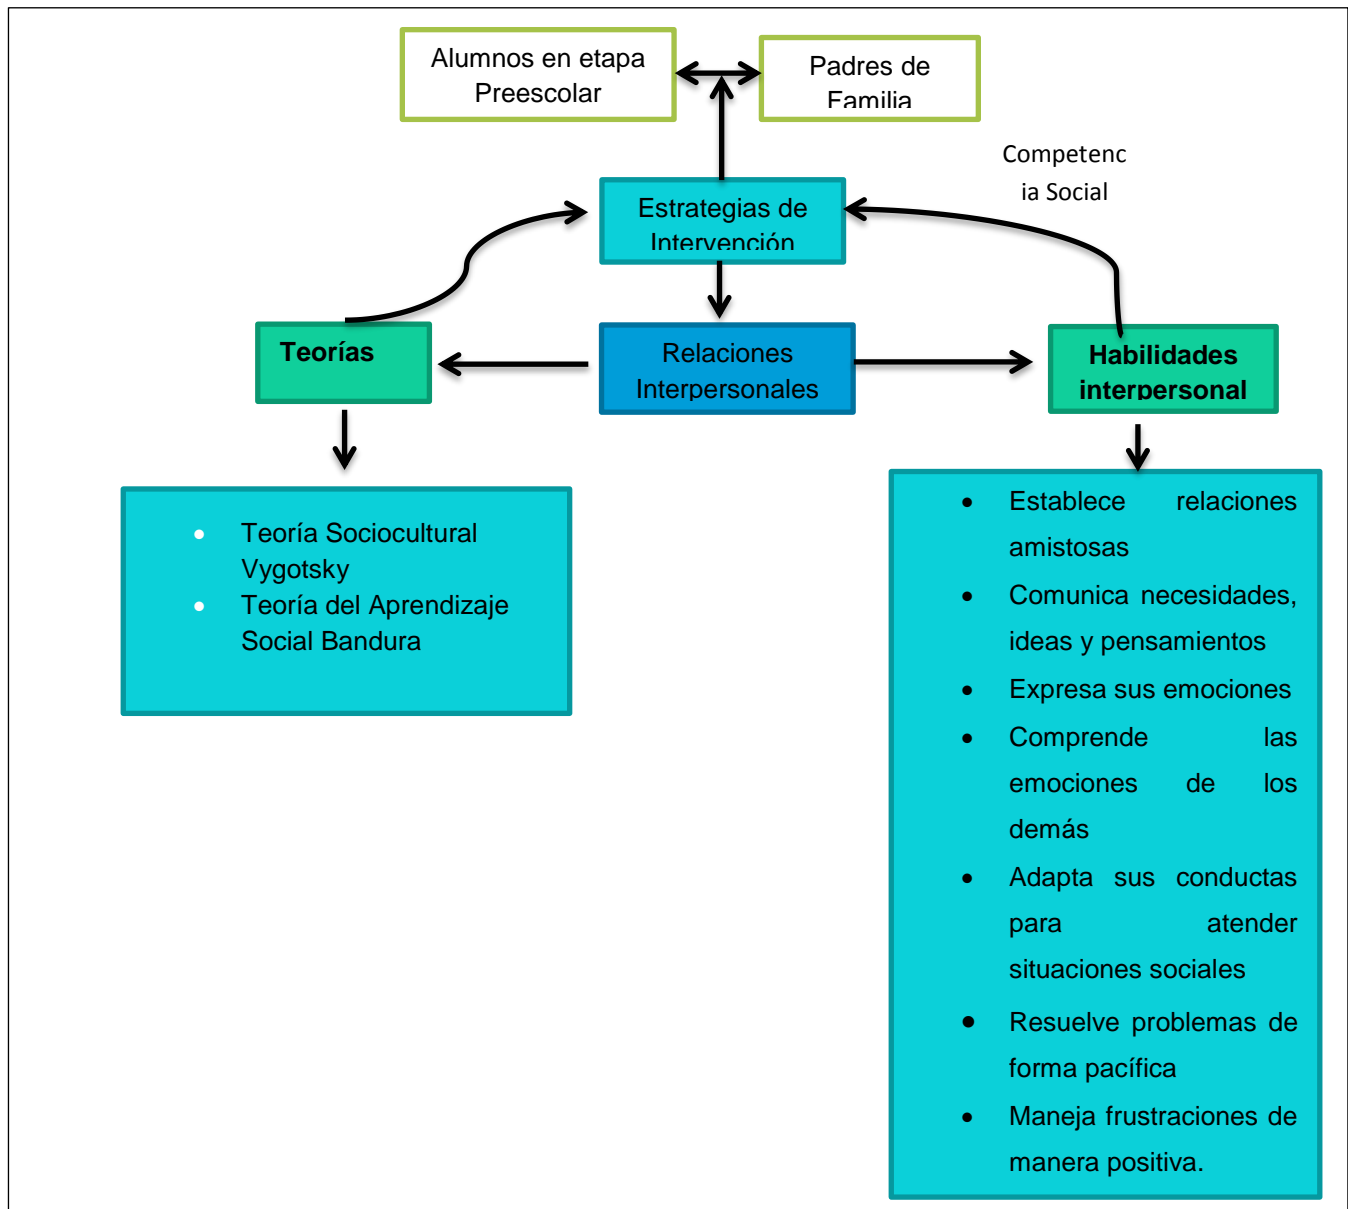 Alumnos en etapa
Preescolar
Padres de
Familia
Competenc
ia Social
Estrategias de
Intervención
Teorías
Relaciones
Interpersonales
Habilidades
interpersonal
Teoría Sociocultural
Vygotsky
Teoría del Aprendizaje
Social Bandura
Establece relaciones
amistosas
Comunica necesidades,
ideas y pensamientos
Expresa sus emociones
Comprende las
emociones de los
demás
Adapta sus conductas
para atender
situaciones sociales
Resuelve problemas de
forma pacífica
Maneja frustraciones de
manera positiva.